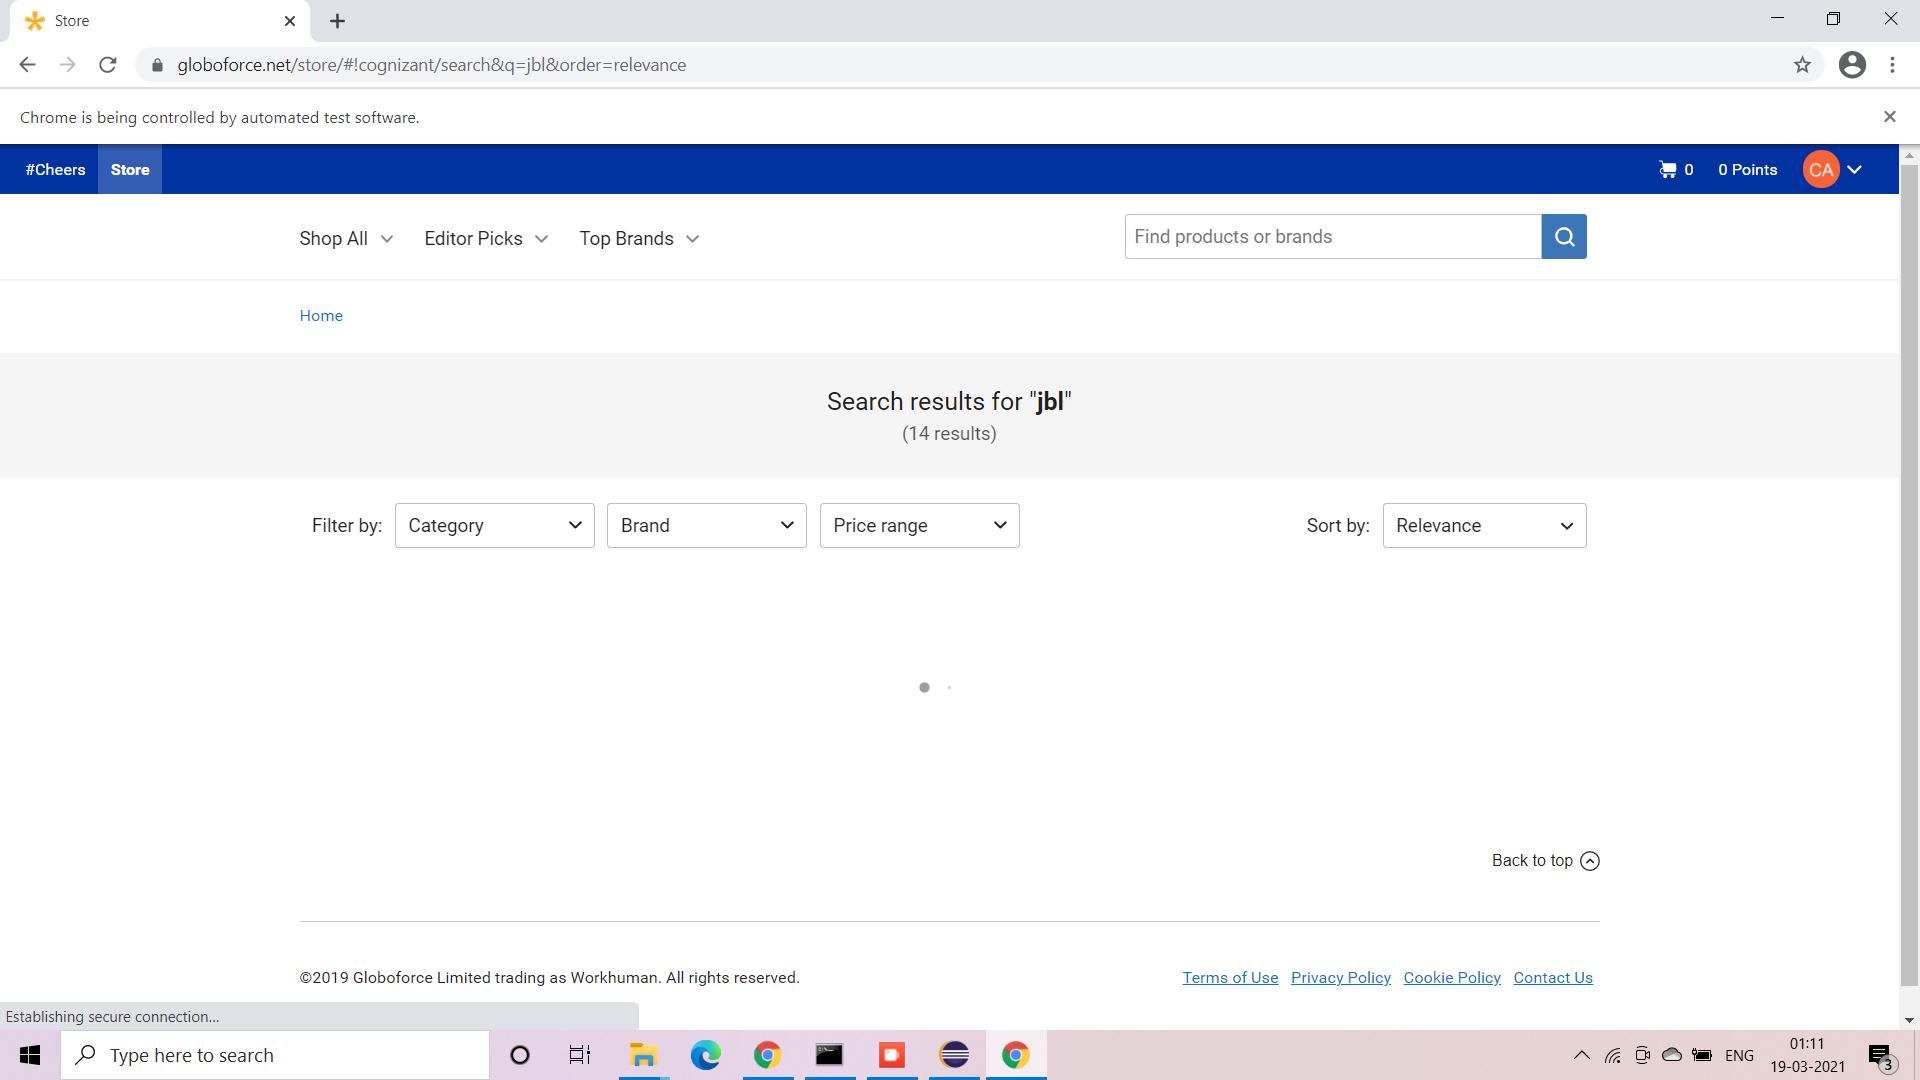 Store
globoforce.net/store/#!cognizant/search&q=jbl&order=relevance
Chrome is being controlled by automated test software.
#Cheers Store 0 0 Points CA
Shop All Editor Picks Top Brands Find products or brands
Home
Search results for "jbl"
(14 results)
Filter by: Category Brand Price range Sort by: Relevance
Back to top
©2019 Globoforce Limited trading as Workhuman. All rights reserved. Terms of Use Privacy Policy Cookie Policy Contact Us
Establishing secure connection...
Type here to search ENG 01:11
19-03-2021 3